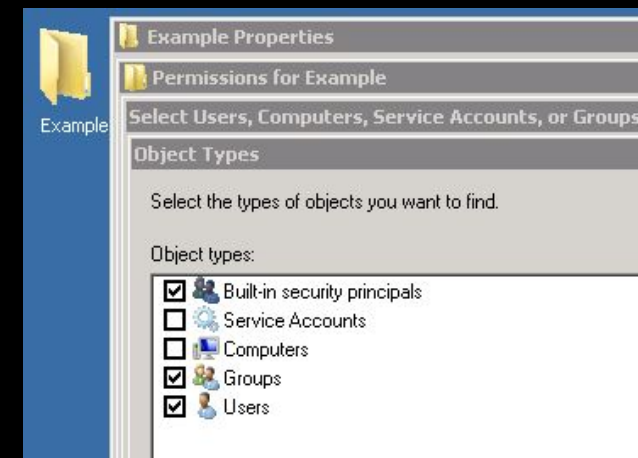 Example Properties
Permissions for Example
Example
Select Users, Computers, Service Accounts, or Groups
Object Types
Select the types of objects you want to find.
Object types:
Built-in security principals
Service Accounts
Computers
Groups
Users